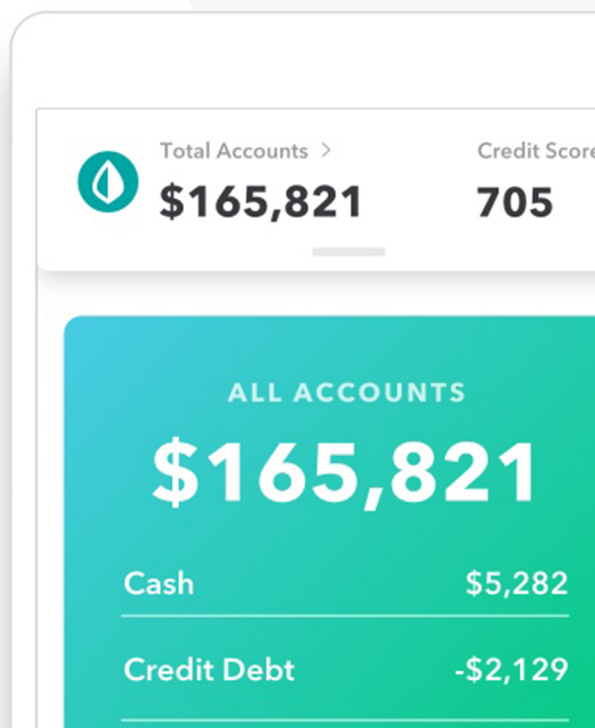 Total Accounts > Credit Score
$165,821 705
ALL ACCOUNTS
$165,821
Cash $5,282
Credit Debt -$2,129